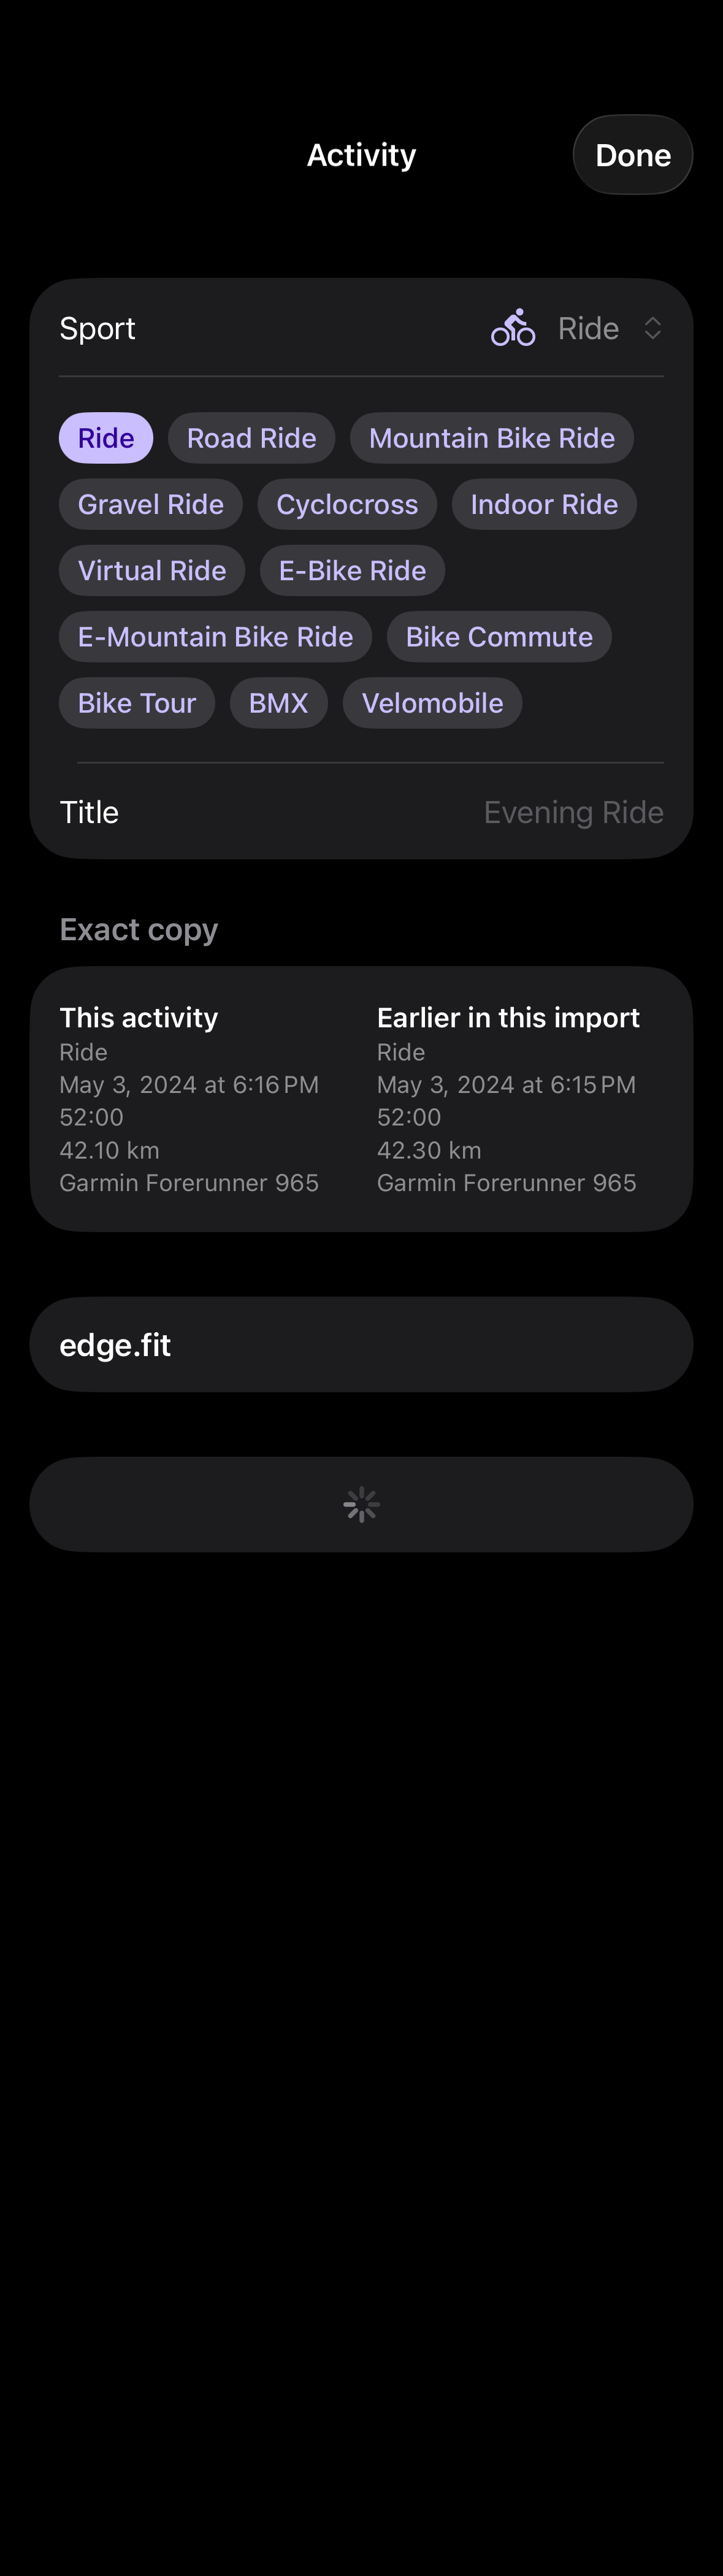 Activity
Done
Sport
Ride
Ride
Road Ride
Mountain Bike Ride
Gravel Ride
Cyclocross
Indoor Ride
Virtual Ride
E-Bike Ride
E-Mountain Bike Ride
Bike Commute
Bike Tour
BMX
Velomobile
Title
Evening Ride
Exact copy
This activity
Ride
May 3, 2024 at 6:16 PM
52:00
42.10 km
Garmin Forerunner 965
Earlier in this import
Ride
May 3, 2024 at 6:15 PM
52:00
42.30 km
Garmin Forerunner 965
edge.fit